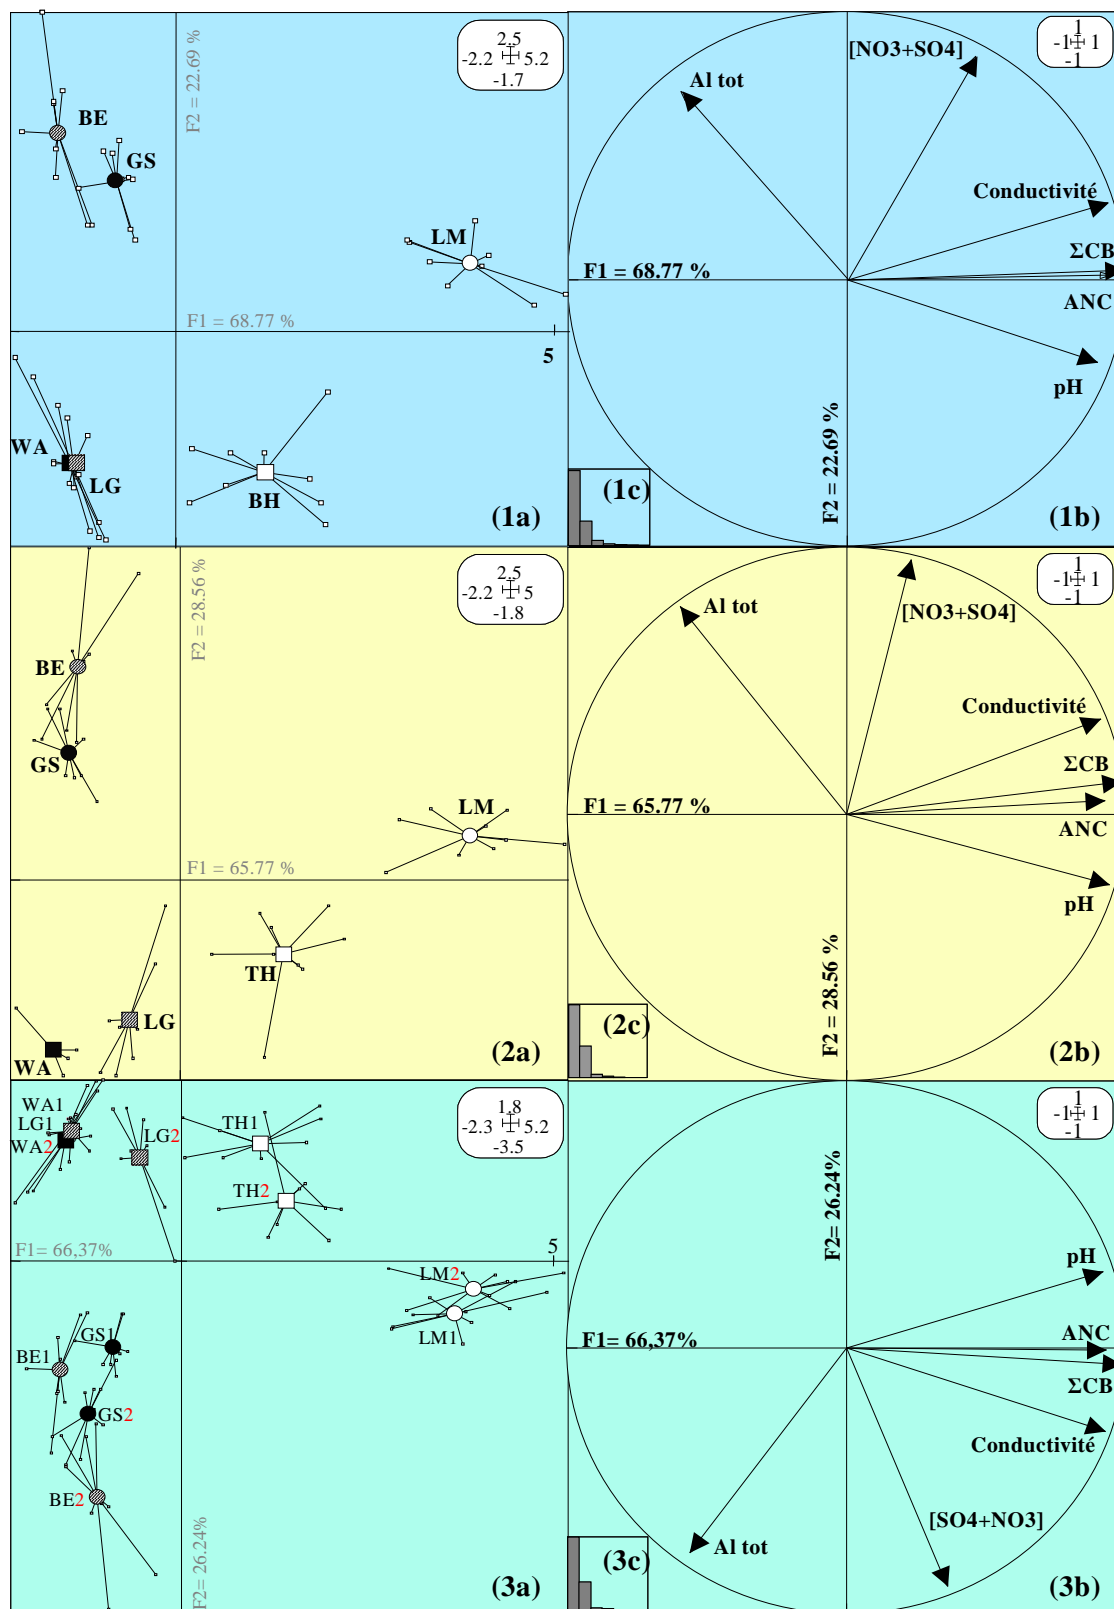 F2 = 22.69 %
2.5
-2.2 5.2
-1.7
BE
GS
LM
F1 = 68.77 %
5
WA
LG
BH
(1a)
[NO3+SO4]
1
-1 1
-1
Al tot
Conductivité
ΣCB
F1 = 68.77 %
ANC
pH
F2 = 22.69 %
(1c)
(1b)
F2 = 28.56 %
2.5
-2.2 5
-1.8
BE
GS
LM
F1 = 65.77 %
TH
LG
WA
(2a)
1
-1 1
-1
Al tot
[NO3+SO4]
Conductivité
ΣCB
F1 = 65.77 %
ANC
pH
F2 = 28.56 %
(2c)
(2b)
WA1
LG1
WA2
LG2
TH1
1.8
-2.3 5.2
-3.5
TH2
F1= 66,37%
5
LM2
LM1
GS1
BE1
GS2
BE2
F2= 26.24%
(3a)
1
-1 1
-1
F2= 26.24%
pH
F1= 66,37%
ANC
ΣCB
Conductivité
[SO4+NO3]
Al tot
(3c)
(3b)